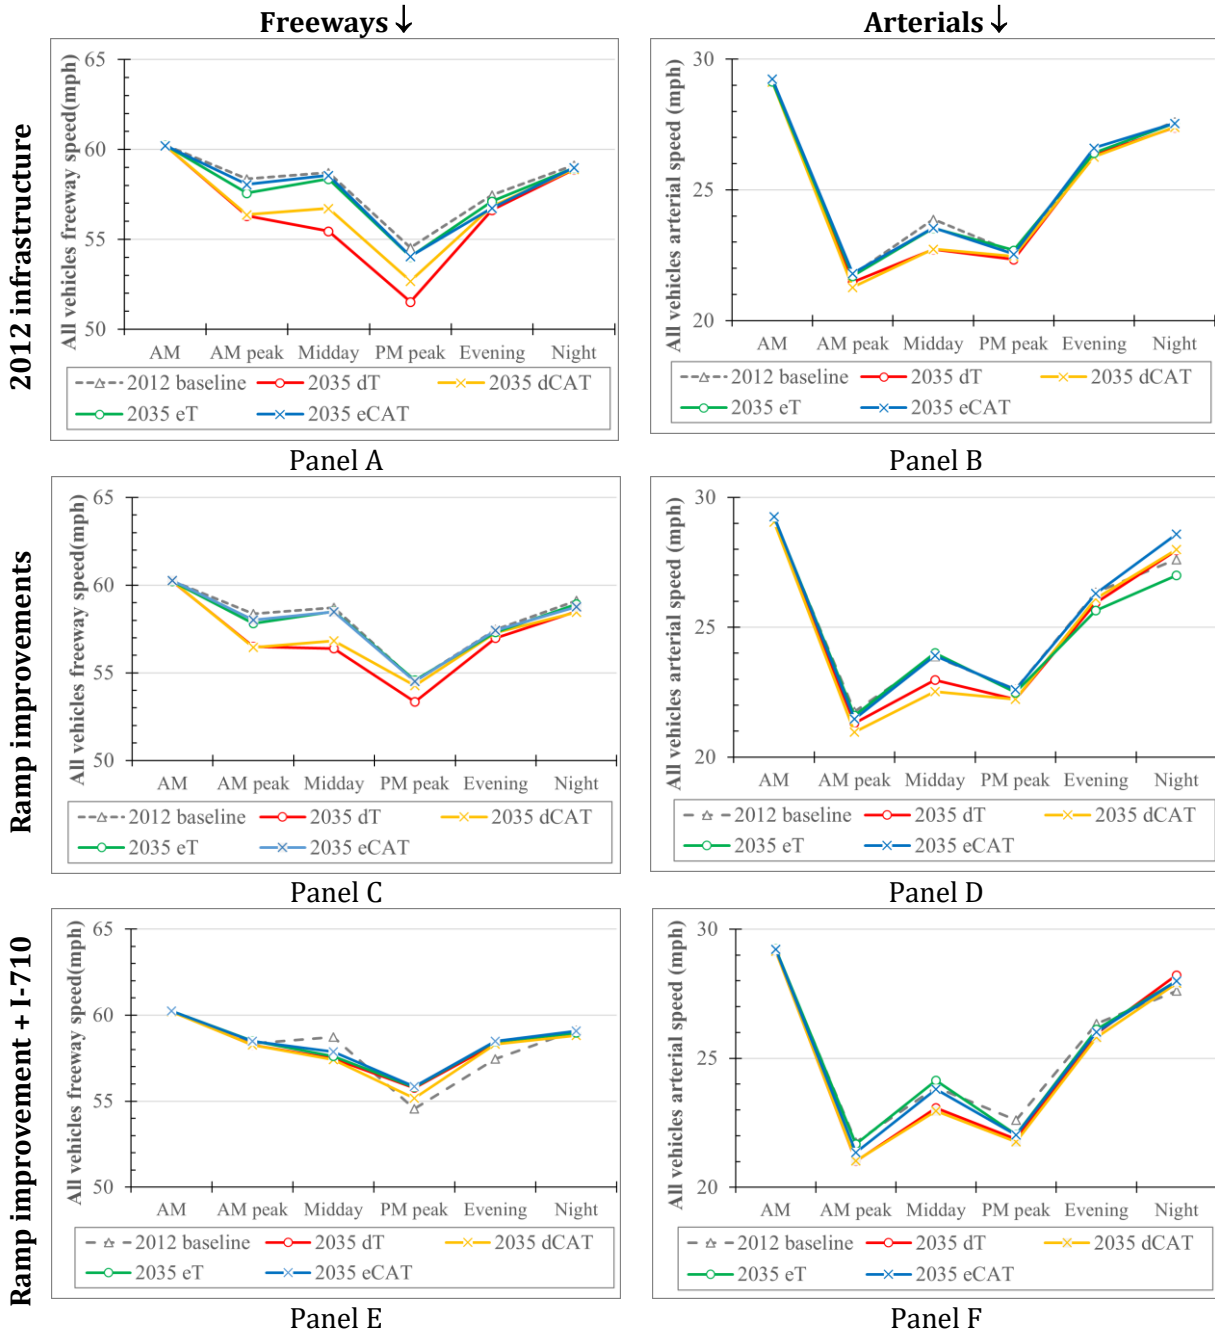 Freeways ↓
Arterials ↓
2012 infrastructure
All vehicles freeway speed(mph)
65
60
55
50
AM AM peak Midday PM peak Evening Night
2012 baseline 2035 dT 2035 dCAT
2035 eT 2035 eCAT
Panel A
All vehicles arterial speed (mph)
30
25
20
AM AM peak Midday PM peak Evening Night
2012 baseline 2035 dT 2035 dCAT
2035 eT 2035 eCAT
Panel B
Ramp improvements
All vehicles freeway speed(mph)
65
60
55
50
AM AM peak Midday PM peak Evening Night
2012 baseline 2035 dT 2035 dCAT
2035 eT 2035 eCAT
Panel C
All vehicles arterial speed (mph)
30
25
20
AM AM peak Midday PM peak Evening Night
2012 baseline 2035 dT 2035 dCAT
2035 eT 2035 eCAT
Panel D
Ramp improvement + I-710
All vehicles freeway speed(mph)
65
60
55
50
AM AM peak Midday PM peak Evening Night
2012 baseline 2035 dT 2035 dCAT
2035 eT 2035 eCAT
Panel E
All vehicles arterial speed (mph)
30
25
20
AM AM peak Midday PM peak Evening Night
2012 baseline 2035 dT 2035 dCAT
2035 eT 2035 eCAT
Panel F